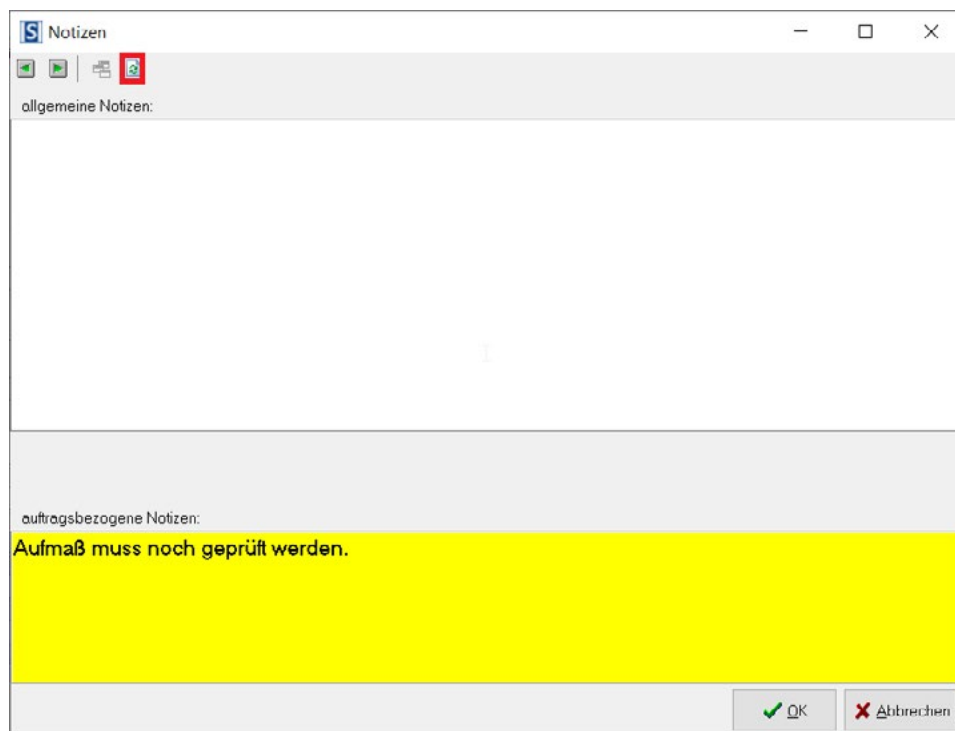 Notizen
allgemeine Notizen:
auftragsbezogene Notizen:
Aufmaß muss noch geprüft werden.
OK
Abbrechen